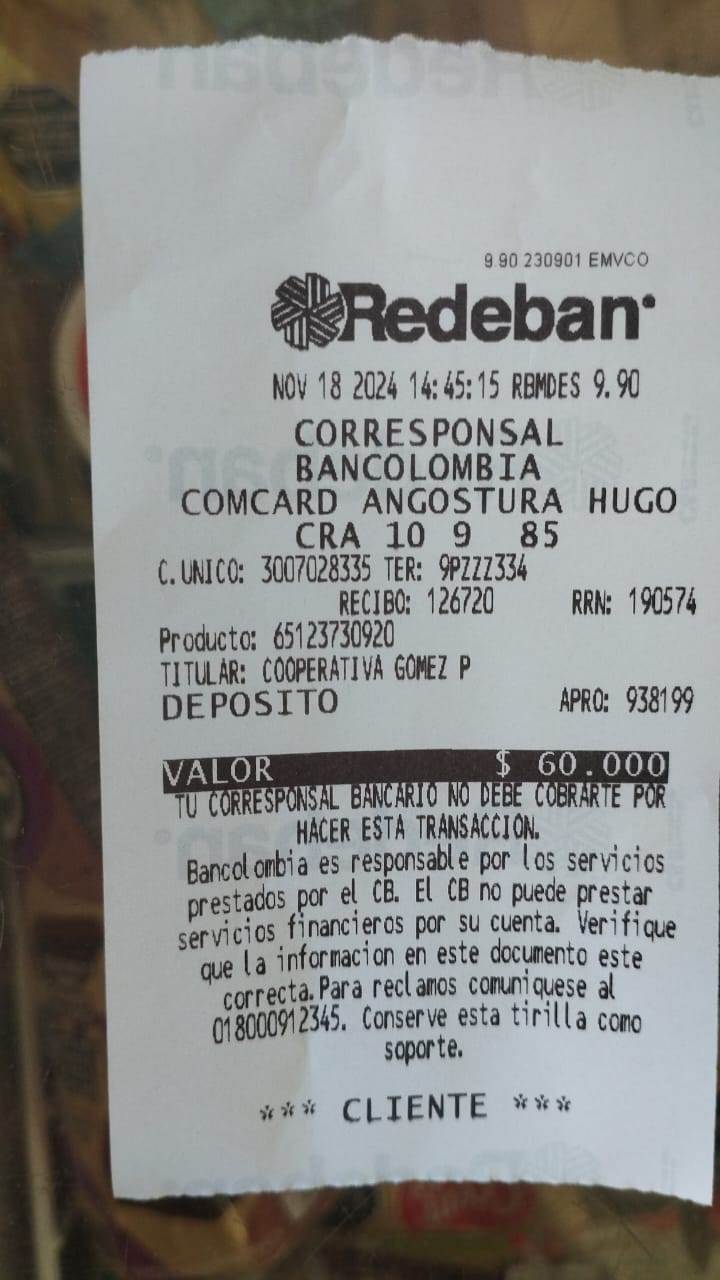 9.90 230901 EMVCO
Redeban
NOV 18 2024 14:45:15 RBMDES 9.90
CORRESPONSAL
BANCOLOMBIA
COMCARD ANGOSTURA HUGO
CRA 10 9 85
C.UNICO: 3007028335 TER: 9PZZZ334
RECIBO: 126720 RRN: 190574
Producto: 65123730920
TITULAR: COOPERATIVA GOMEZ P
DEPOSITO APRO: 938199
VALOR $ 60.000
TU CORRESPONSAL BANCARIO NO DEBE COBRARTE POR
HACER ESTA TRANSACCION.
Bancolombia es responsable por los servicios
prestados por el CB. El CB no puede prestar
servicios financieros por su cuenta. Verifique
que la informacion en este documento este
correcta. Para reclamos comuniquese al
018000912345. Conserve esta tirilla como
soporte.
*** CLIENTE ***